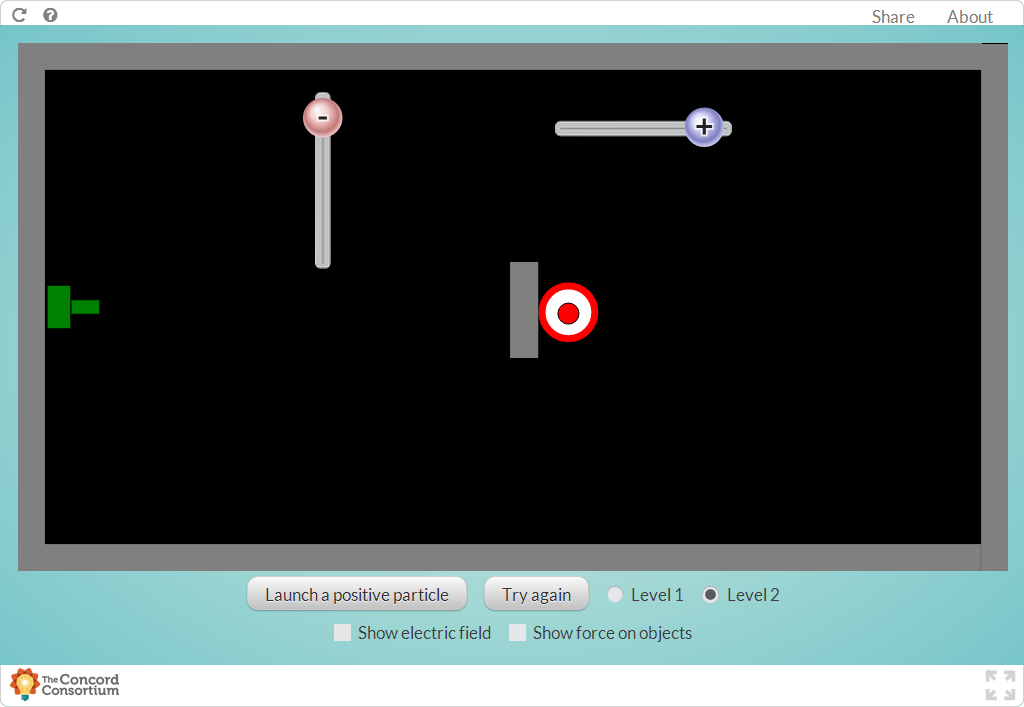 Share About
-
+
Launch a positive particle Try again Level 1 Level 2
Show electric field Show force on objects
The Concord
Consortium